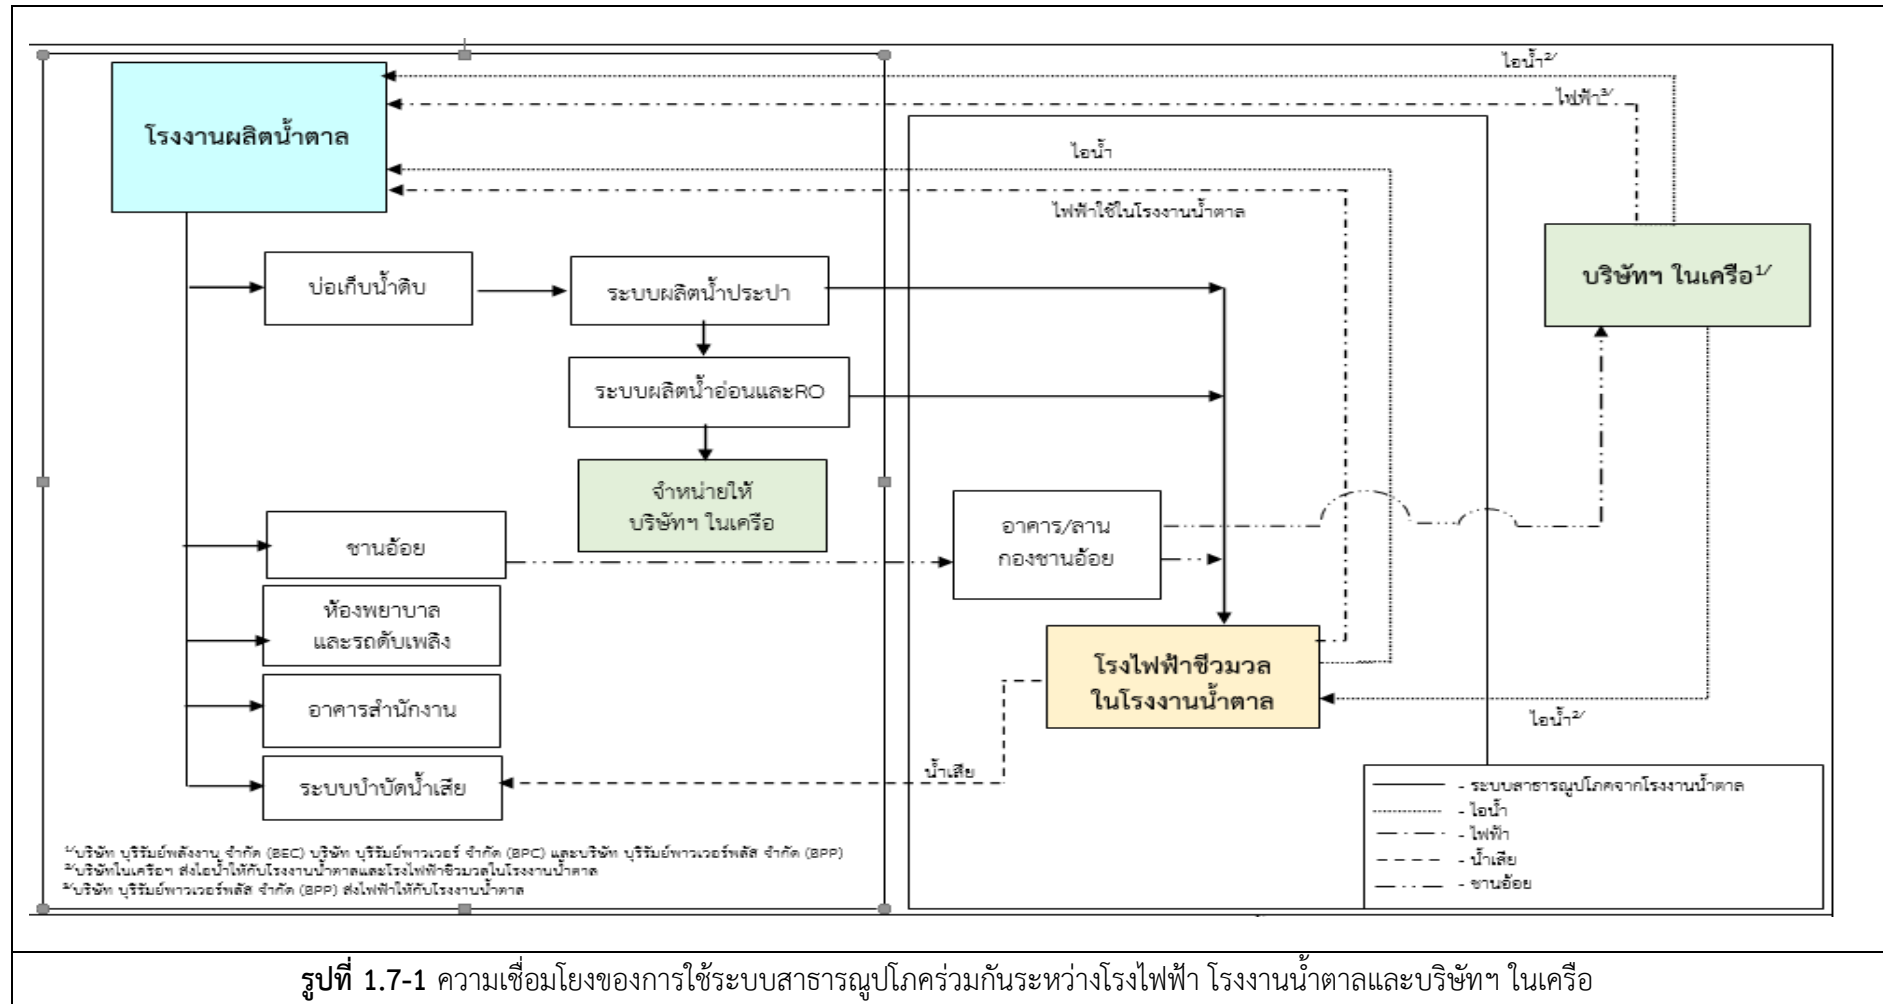 ไอน้ำ2/
ไฟฟ้า3/
โรงงานผลิตน้ำตาล
ไอน้ำ
ไฟฟ้าใช้ในโรงงานน้ำตาล
บริษัทฯ ในเครือ1/
บ่อเก็บน้ำดิบ
ระบบผลิตน้ำประปา
ระบบผลิตน้ำอ่อนและRO
จำหน่ายให้
บริษัทฯ ในเครือ
ชานอ้อย
อาคาร/ลาน
กองชานอ้อย
ห้องพยาบาล
และรถดับเพลิง
โรงไฟฟ้าชีวมวล
ในโรงงานน้ำตาล
อาคารสำนักงาน
ไอน้ำ2/
น้ำเสีย
ระบบบำบัดน้ำเสีย
- ระบบสาธารณูปโภคจากโรงงานน้ำตาล
- ไอน้ำ
- ไฟฟ้า
- น้ำเสีย
- ชานอ้อย
1/บริษัท บุรีรัมย์พลังงาน จำกัด (BEC) บริษัท บุรีรัมย์พาวเวอร์ จำกัด (BPC) และบริษัท บุรีรัมย์พาวเวอร์พลัส จำกัด (BPP)
2/บริษัทในเครือฯ ส่งไอน้ำให้กับโรงงานน้ำตาลและโรงไฟฟ้าชีวมวลในโรงงานน้ำตาล
3/บริษัท บุรีรัมย์พาวเวอร์พลัส จำกัด (BPP) ส่งไฟฟ้าให้กับโรงงานน้ำตาล
รูปที่ 1.7-1 ความเชื่อมโยงของการใช้ระบบสาธารณูปโภคร่วมกันระหว่างโรงไฟฟ้า โรงงานน้ำตาลและบริษัทฯ ในเครือ